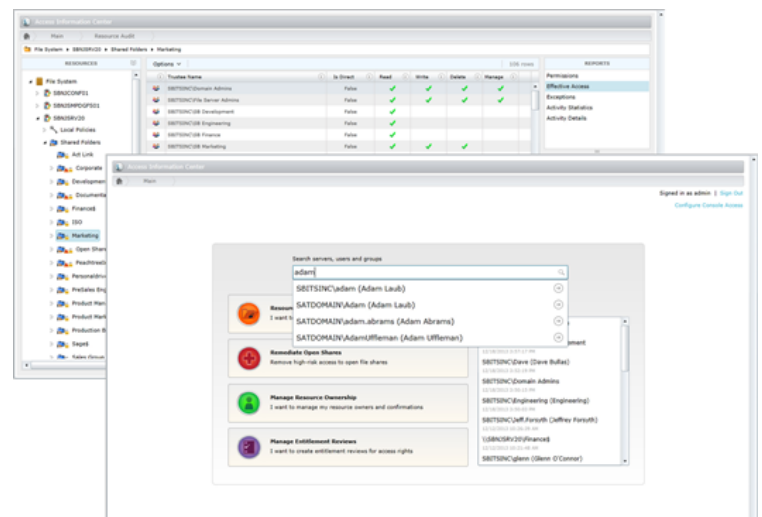 Access Information Center
Main
Resource Audit
File System ▸ SBNJSRV20 ▸ Shared Folders ▸ Marketing
RESOURCES
Options
106 rows
REPORTS
Trustee Name
Is Direct
Read
Write
Delete
Manage
File System
SBNJCONF01
SBNJSMPDGFS01
SBNJSRV20
Local Policies
Shared Folders
Adt Link
Corporate
Developmen
Documenta
Finance$
ISO
Marketing
Open Share
Peachtree
Personaldriv
PreSales Eng
Product Man
Product Mark
Production B
Sage$
Sales Group
SBITSINC\Domain Admins False
SBITSINC\File Server Admins False
SBITSINC\SB Development False
SBITSINC\SB Engineering False
SBITSINC\SB Finance False
SBITSINC\SB Marketing False
Permissions
Effective Access
Exceptions
Activity Statistics
Activity Details
Access Information Center
Main
Signed in as admin | Sign Out
Configure Console Access
Search servers, users and groups
adam
SBITSINC\adam (Adam Laub)
SATDOMAIN\Adam (Adam Laub)
SATDOMAIN\adam.abrams (Adam Abrams)
SATDOMAIN\AdamUffleman (Adam Uffleman)
Resour
I want t
Remediate Open Shares
Remove high-risk access to open file shares
Manage Resource Ownership
I want to manage my resource owners and confirmations
Manage Entitlement Reviews
I want to create entitlement reviews for access rights
ment
SBITSINC\Dave (Dave Bullas)
SBITSINC\Domain Admins
SBITSINC\Engineering (Engineering)
SBITSINC\Jeff.Forsyth (Jeffrey Forsyth)
\\SBNJSRV20\Finance$
SBITSINC\glenn (Glenn O'Connor)